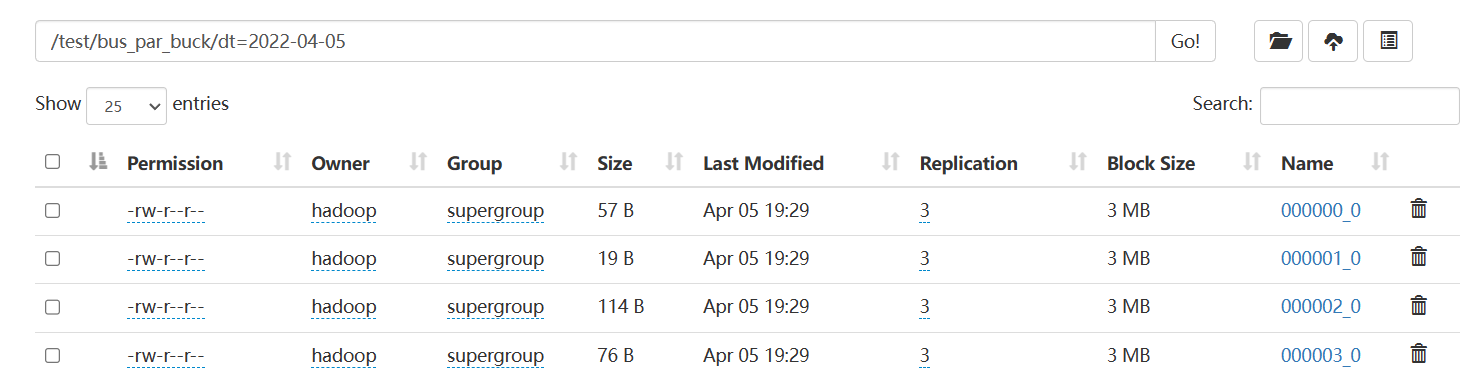 /test/bus_par_buck/dt=2022-04-05 Go!
Show 25 entries Search:
Permission Owner Group Size Last Modified Replication Block Size Name
-rw-r--r-- hadoop supergroup 57 B Apr 05 19:29 3 3 MB 000000_0
-rw-r--r-- hadoop supergroup 19 B Apr 05 19:29 3 3 MB 000001_0
-rw-r--r-- hadoop supergroup 114 B Apr 05 19:29 3 3 MB 000002_0
-rw-r--r-- hadoop supergroup 76 B Apr 05 19:29 3 3 MB 000003_0